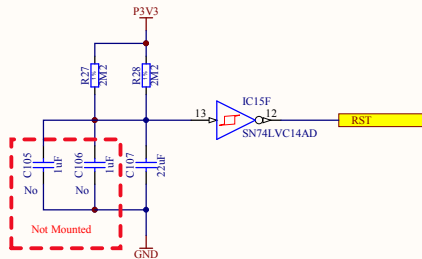 P3V3
R27
1%
2M2
R28
1%
2M2
IC15F
13
12
SN74LVC14AD
RST
C105
1uF
No
C106
1uF
No
C107
22uF
Not Mounted
GND